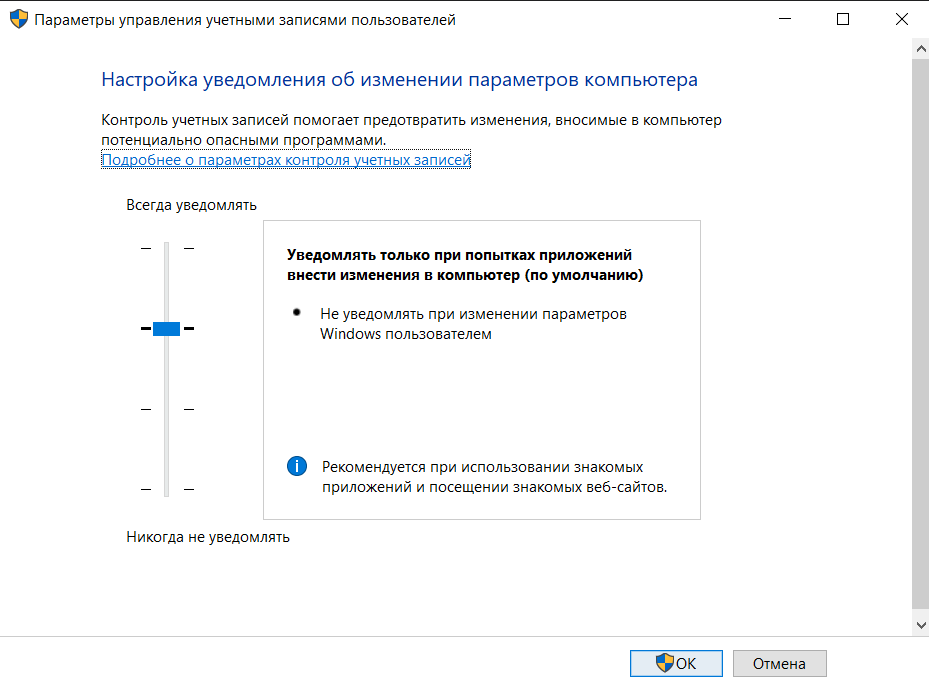 Параметры управления учетными записями пользователей
Настройка уведомления об изменении параметров компьютера
Контроль учетных записей помогает предотвратить изменения, вносимые в компьютер
потенциально опасными программами.
Подробнее о параметрах контроля учетных записей
Всегда уведомлять
Уведомлять только при попытках приложений
внести изменения в компьютер (по умолчанию)
Не уведомлять при изменении параметров
Windows пользователем
Рекомендуется при использовании знакомых
приложений и посещении знакомых веб-сайтов.
Никогда не уведомлять
ОК
Отмена